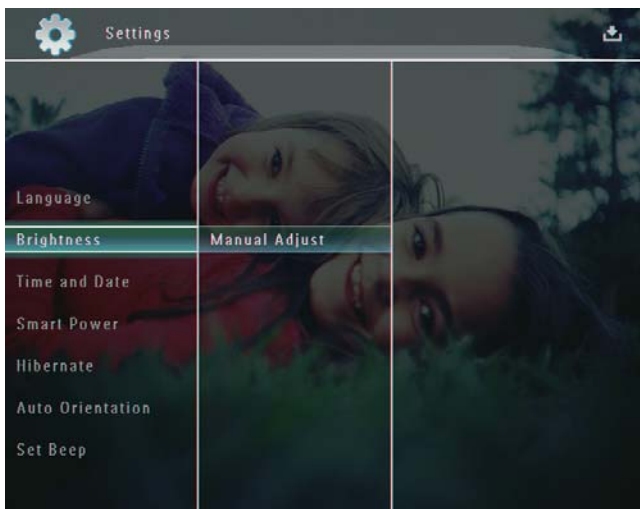 Settings
Language
Brightness
Manual Adjust
Time and Date
Smart Power
Hibernate
Auto Orientation
Set Beep